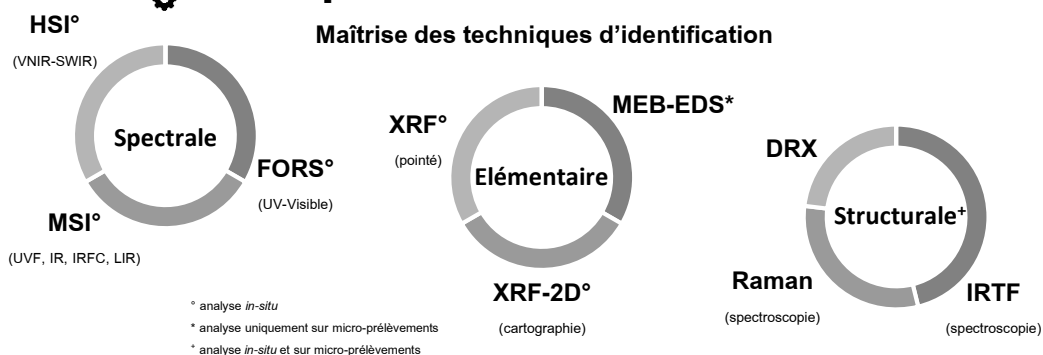 Maîtrise des techniques d’identification
HSI°
(VNIR-SWIR)
Spectrale
FORS°
(UV-Visible)
MSI°
(UVF, IR, IRFC, LIR)
XRF°
(pointé)
MEB-EDS*
Elémentaire
XRF-2D°
(cartographie)
DRX
Structurale⁺
Raman
(spectroscopie)
IRTF
(spectroscopie)
° analyse in-situ
* analyse uniquement sur micro-prélèvements
⁺ analyse in-situ et sur micro-prélèvements